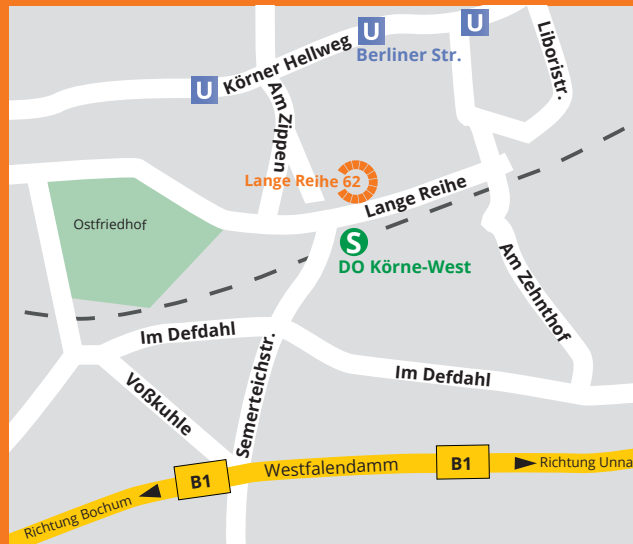 U
U
Liboristr.
Körner Hellweg
Berliner Str.
U
Am Zippen
Lange Reihe 62
Lange Reihe
Ostfriedhof
S
DO Körne-West
Am Zehnthof
Im Defdahl
Im Defdahl
Voßkuhle
Semerteichstr.
B1
Westfalendamm
B1
Richtung Unna
Richtung Bochum